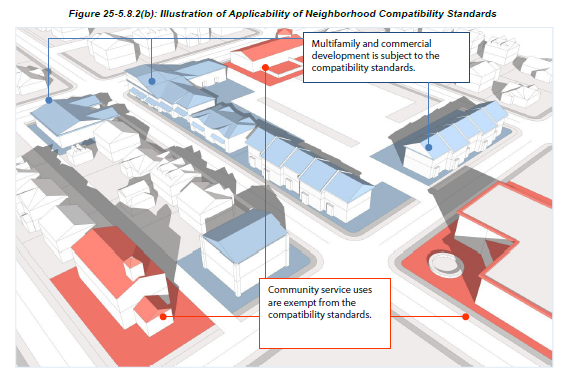 Figure 25-5.8.2(b): Illustration of Applicability of Neighborhood Compatibility Standards
Multifamily and commercial
development is subject to the
compatibility standards.
Community service uses
are exempt from the
compatibility standards.